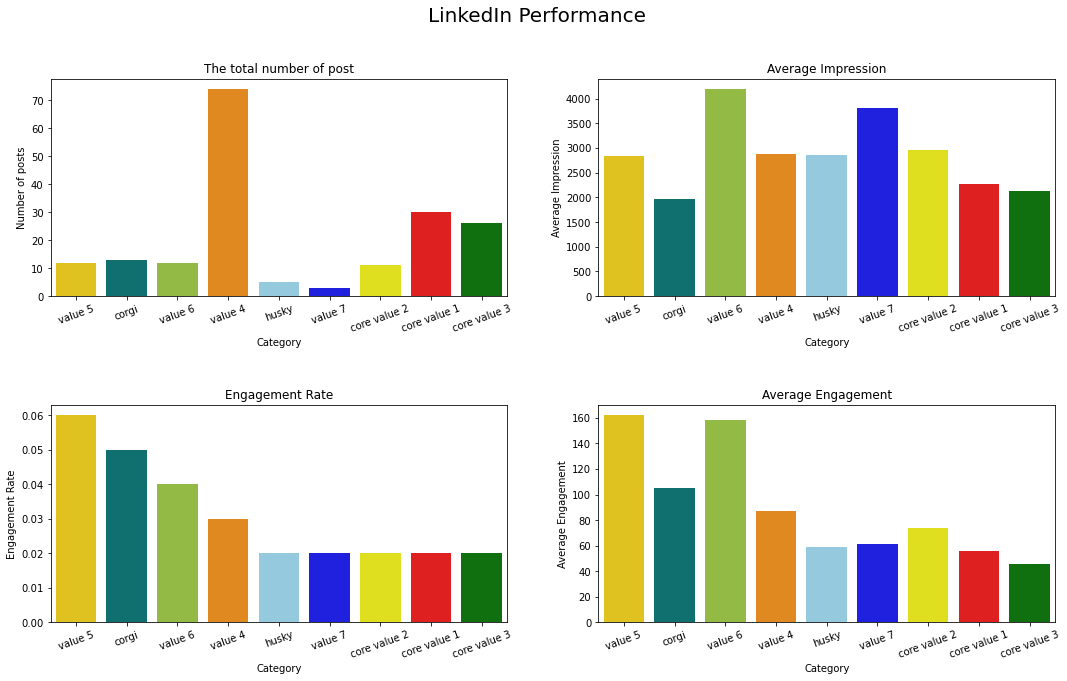 LinkedIn Performance
The total number of post
Number of posts
70
60
50
40
30
20
10
0
value 5
corgi
value 6
value 4
husky
value 7
core value 2
core value 1
core value 3
Category
Average Impression
Average Impression
4000
3500
3000
2500
2000
1500
1000
500
0
value 5
corgi
value 6
value 4
husky
value 7
core value 2
core value 1
core value 3
Category
Engagement Rate
Engagement Rate
0.06
0.05
0.04
0.03
0.02
0.01
0.00
value 5
corgi
value 6
value 4
husky
value 7
core value 2
core value 1
core value 3
Category
Average Engagement
Average Engagement
160
140
120
100
80
60
40
20
0
value 5
corgi
value 6
value 4
husky
value 7
core value 2
core value 1
core value 3
Category